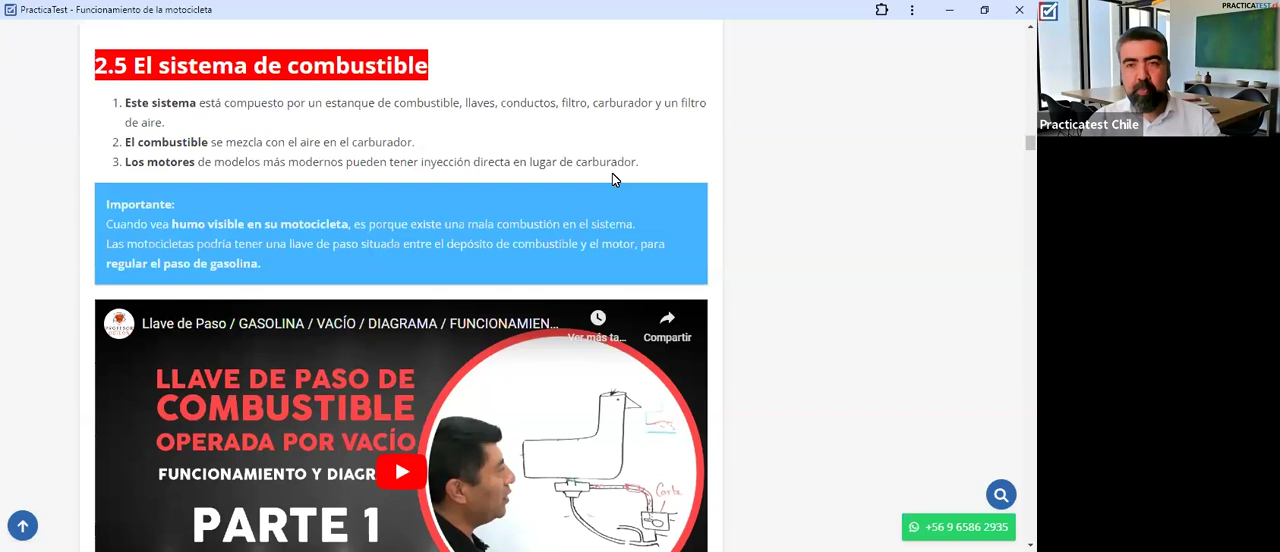 PracticaTest - Funcionamiento de la motocicleta
PRACTICATEST.cl
2.5 El sistema de combustible
1. Este sistema está compuesto por un estanque de combustible, llaves, conductos, filtro, carburador y un filtro
de aire.
2. El combustible se mezcla con el aire en el carburador.
3. Los motores de modelos más modernos pueden tener inyección directa en lugar de carburador.
Practicatest Chile
Importante:
Cuando vea humo visible en su motocicleta, es porque existe una mala combustión en el sistema.
Las motocicletas podría tener una llave de paso situada entre el depósito de combustible y el motor, para
regular el paso de gasolina.
Llave de Paso / GASOLINA / VACÍO / DIAGRAMA / FUNCIONAMIEN...
Ver más ta...
Compartir
LLAVE DE PASO DE
COMBUSTIBLE
OPERADA POR VACÍO
FUNCIONAMIENTO Y DIAGR
PARTE 1
+56 9 6586 2935